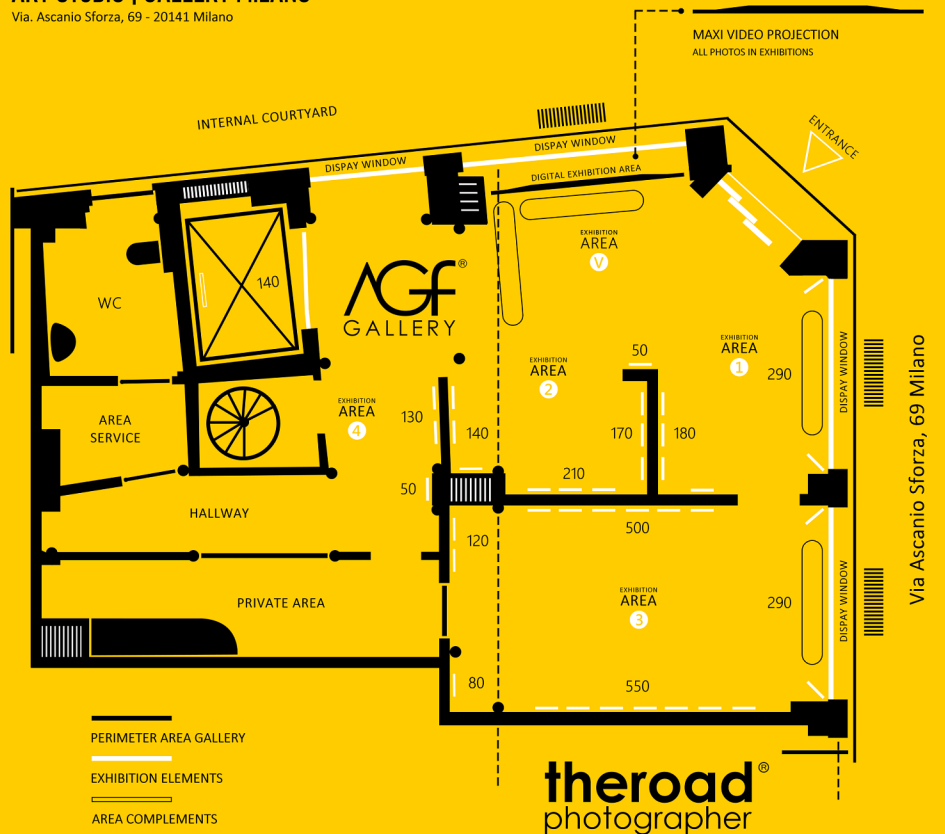 ART STUDIO | GALLERY MILANO
Via. Ascanio Sforza, 69 - 20141 Milano
MAXI VIDEO PROJECTION
ALL PHOTOS IN EXHIBITIONS
INTERNAL COURTYARD
ENTRANCE
DISPAY WINDOW
DISPAY WINDOW
DIGITAL EXHIBITION AREA
EXHIBITION
AREA
V
140
WC
AGF®
GALLERY
EXHIBITION
AREA
1
290
DISPAY WINDOW
Via Ascanio Sforza, 69 Milano
50
EXHIBITION
AREA
2
EXHIBITION
AREA
4
130
140
170
180
AREA
SERVICE
210
50
HALLWAY
120
500
PRIVATE AREA
EXHIBITION
AREA
3
290
DISPAY WINDOW
80
550
PERIMETER AREA GALLERY
EXHIBITION ELEMENTS
AREA COMPLEMENTS
theroad®
photographer